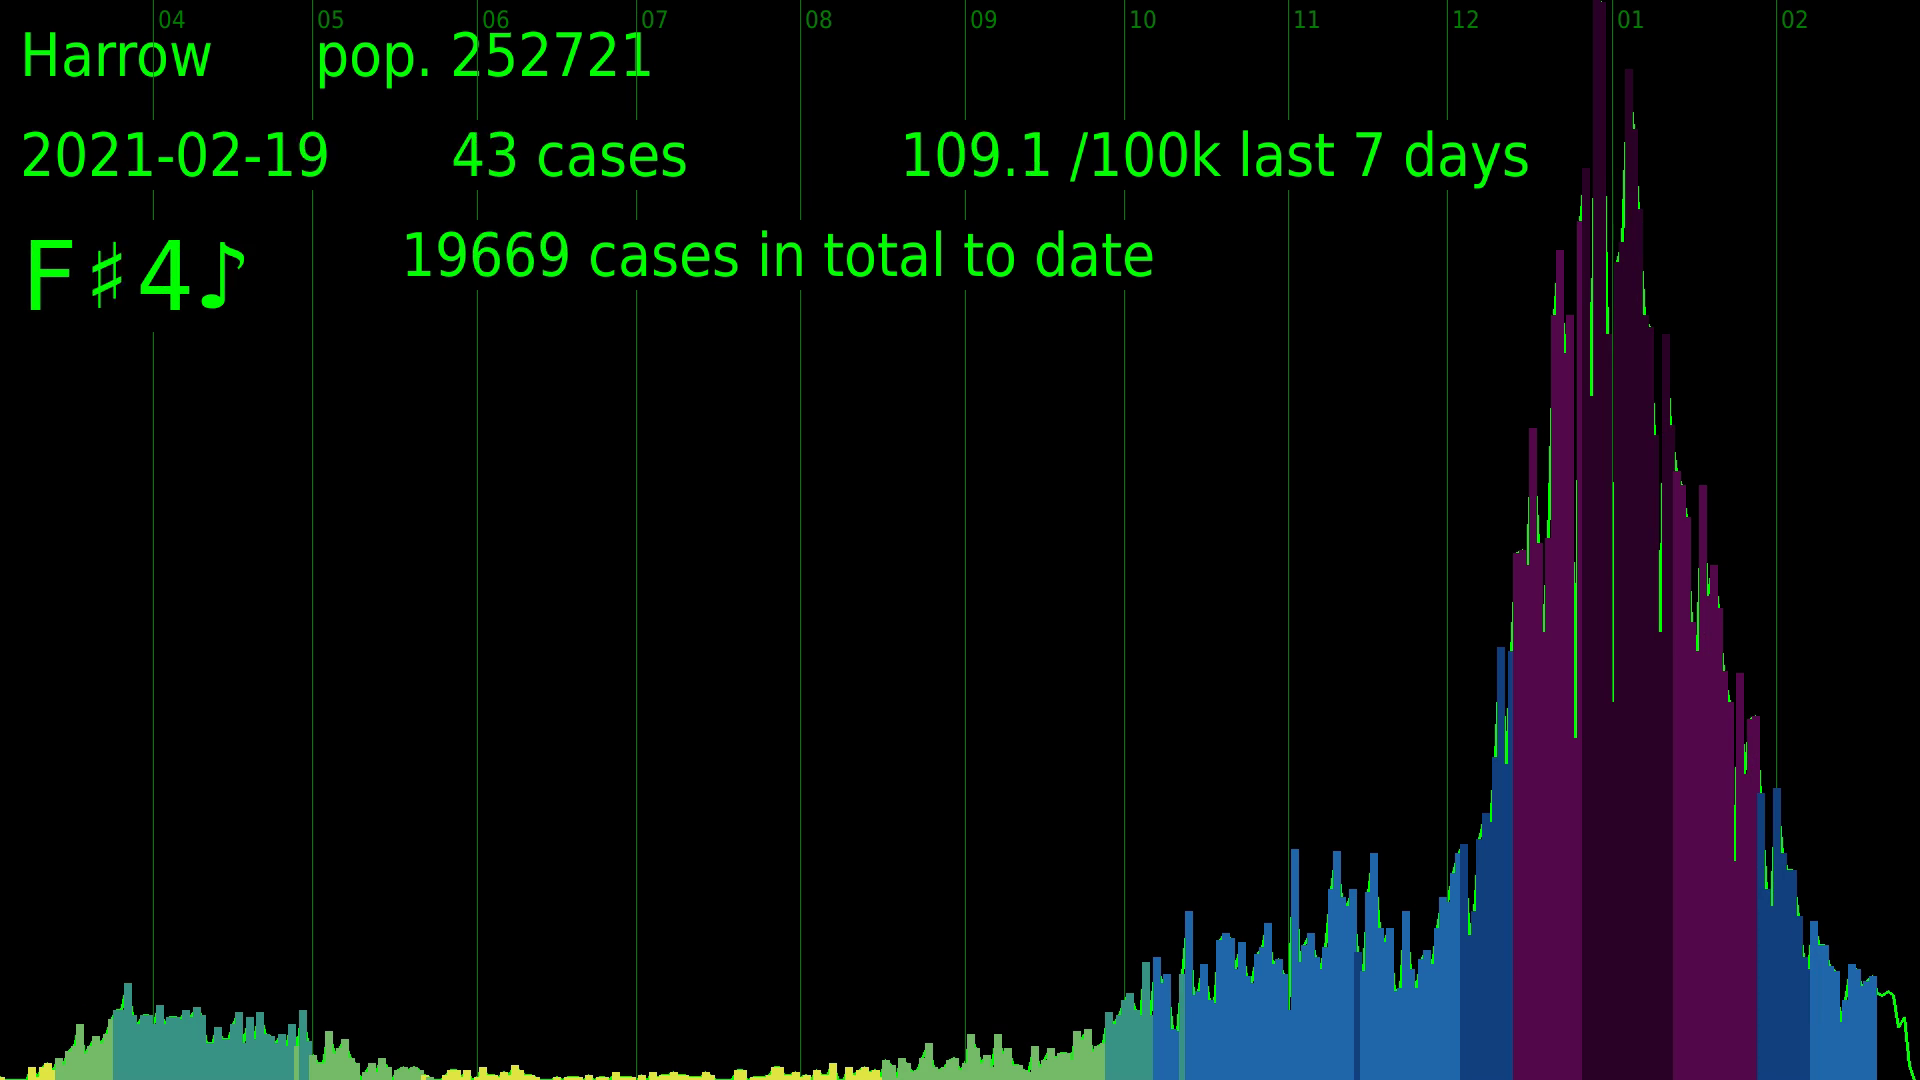 04 05 06 07 08 09 10 11 12 01 02
Harrow pop. 252721
2021-02-19 43 cases 109.1 /100k last 7 days
F♯4♪ 19669 cases in total to date